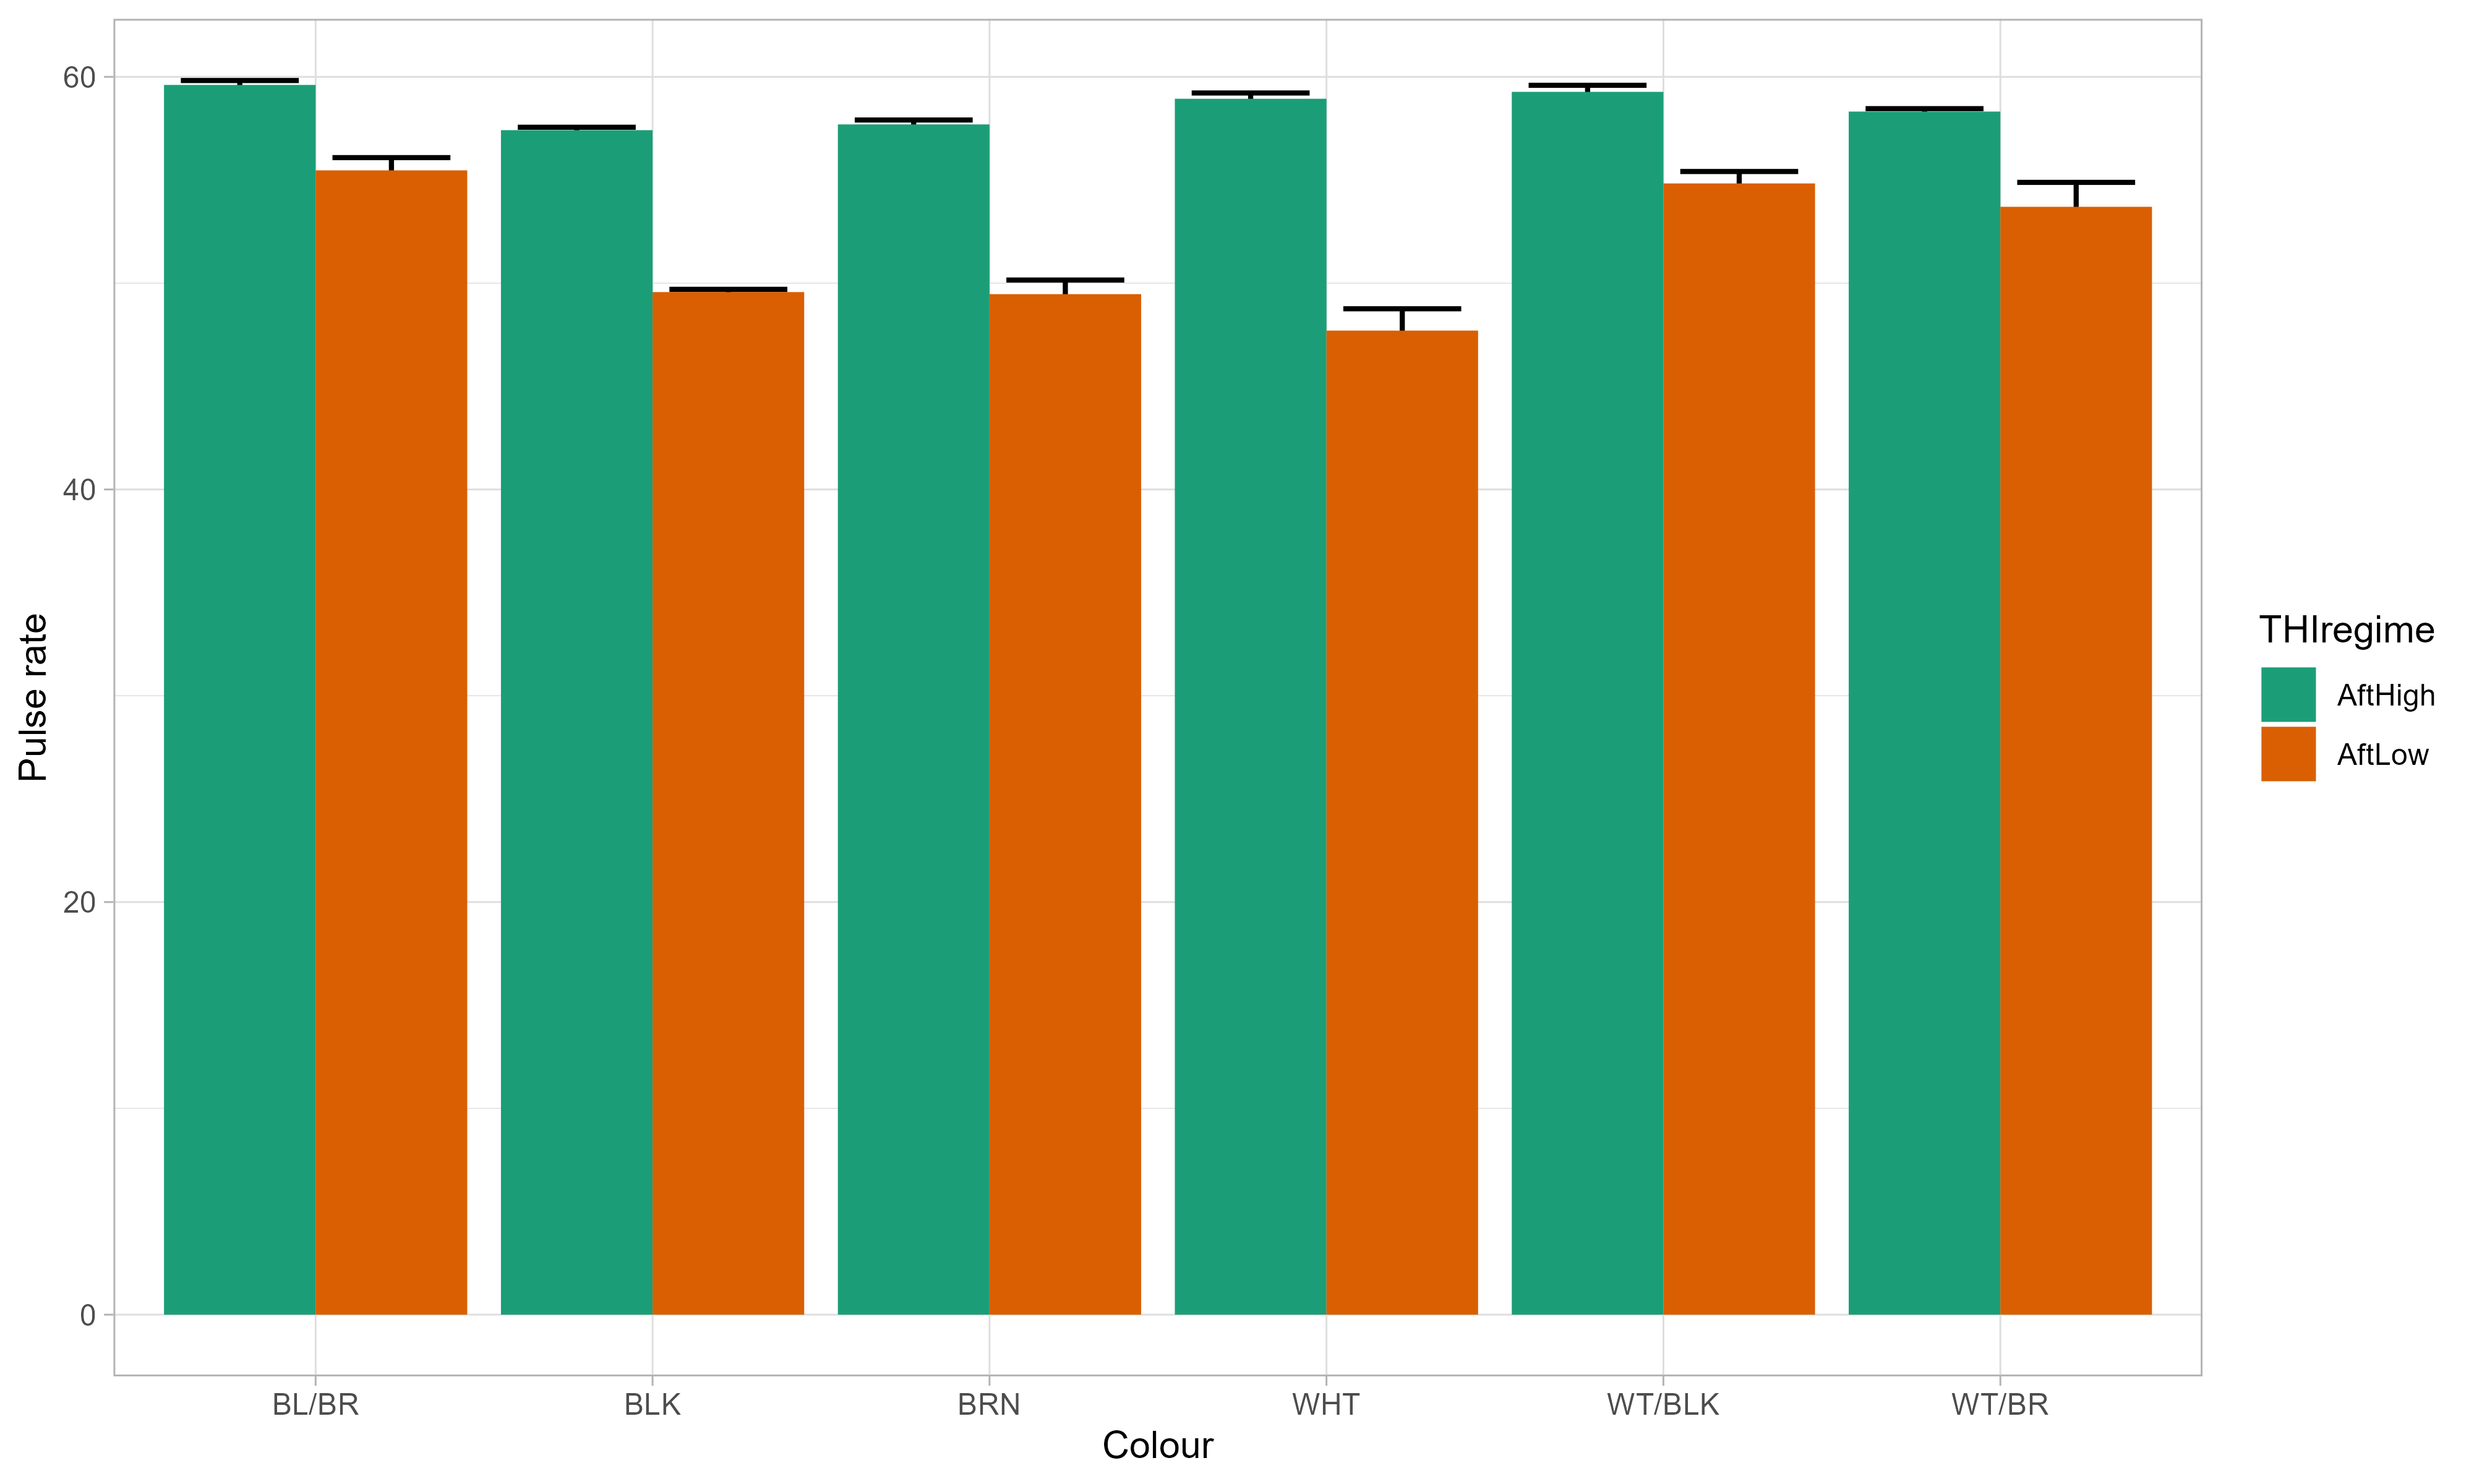 60
40
20
0
Pulse rate
BL/BR BLK BRN WHT WT/BLK WT/BR
Colour
THIregime
AftHigh
AftLow